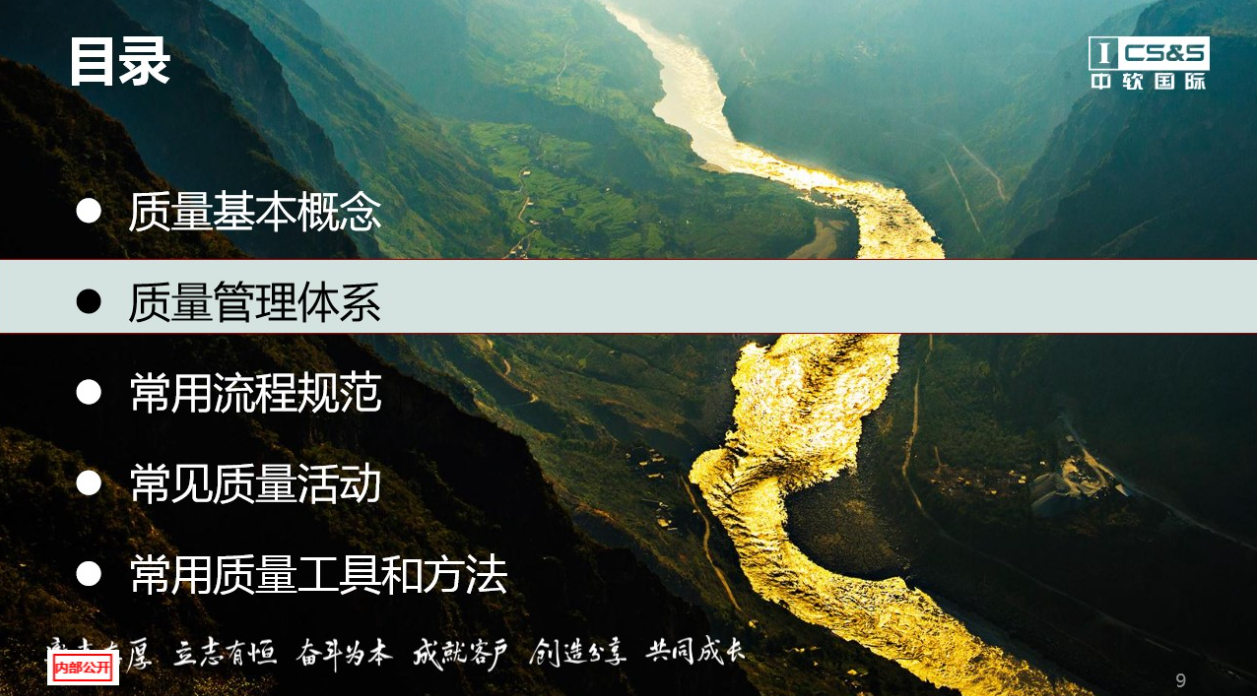 目录
I CS&S
中软国际
质量基本概念
质量管理体系
常用流程规范
常见质量活动
常用质量工具和方法
厚 立志有恒 奋斗为本 成就客户 创造分享 共同成长
内部公开
9